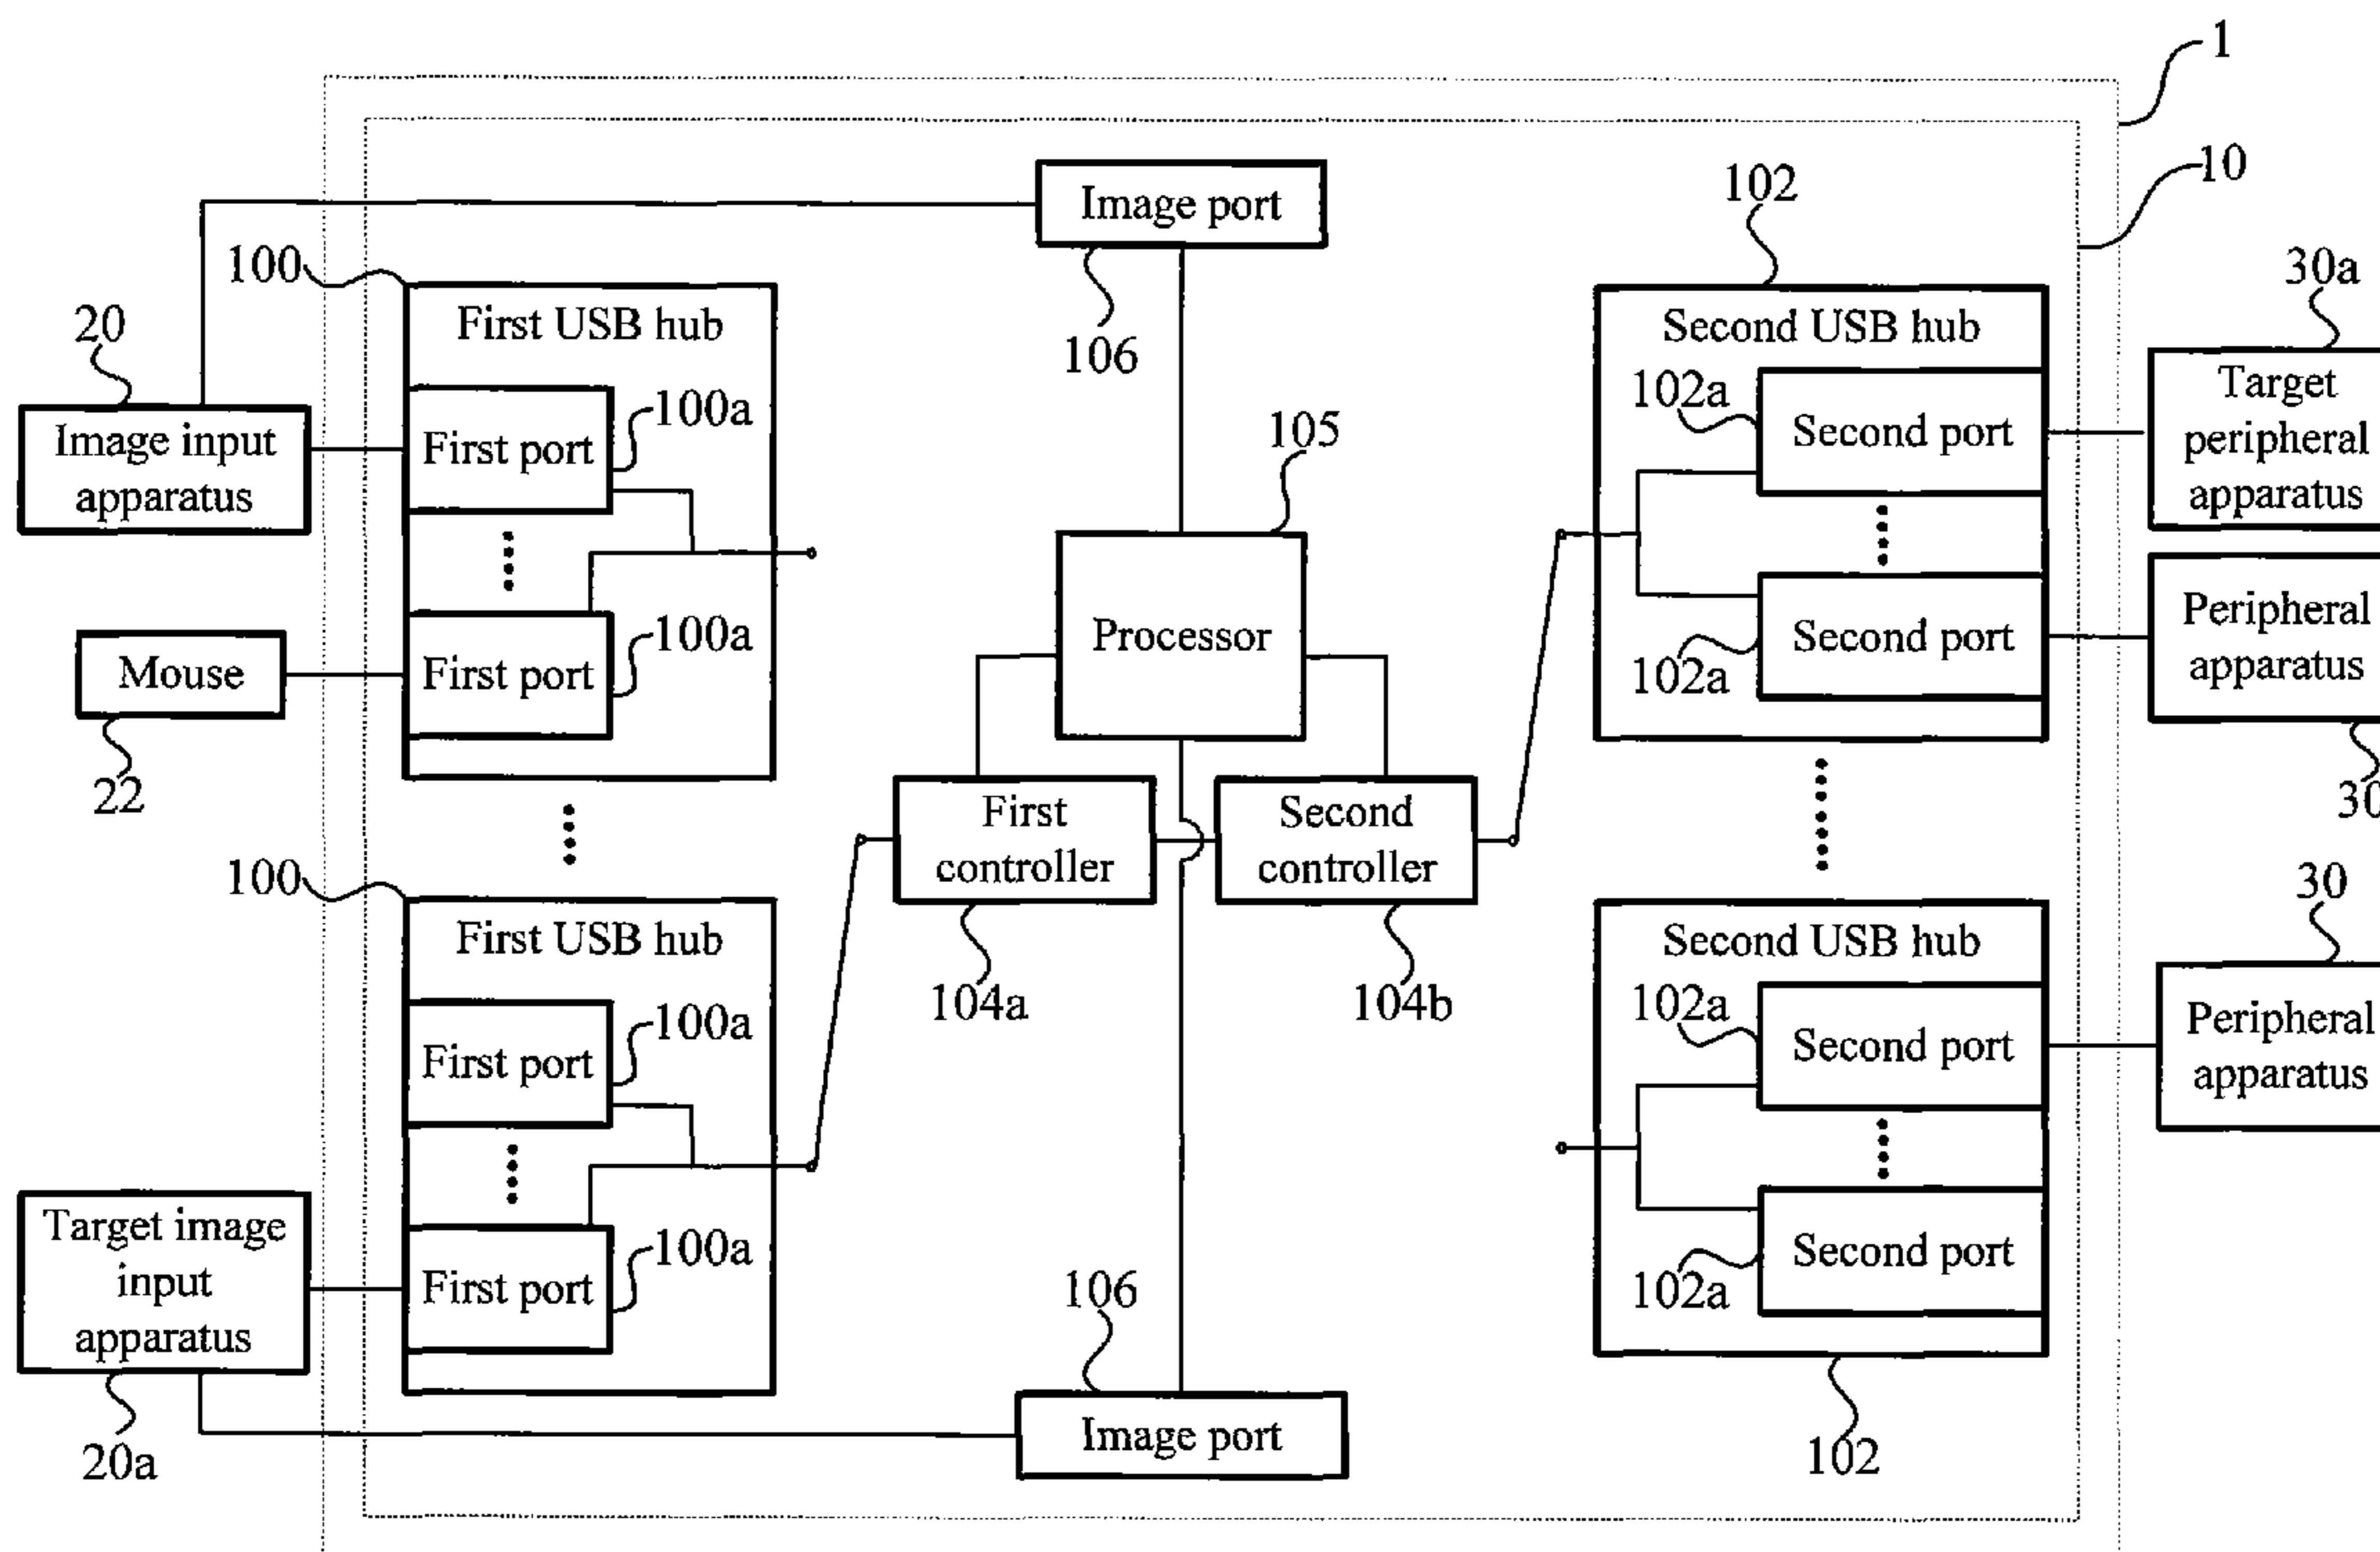 1
10
Image port
106
102
100
First USB hub
100a
First port
100a
First port
20
Image input
apparatus
Mouse
22
105
Processor
Second USB hub
102a
Second port
102a
Second port
30a
Target
peripheral
apparatus
Peripheral
apparatus
30
First
controller
104a
Second
controller
104b
100
First USB hub
100a
First port
100a
First port
Target image
input
apparatus
20a
106
Image port
Second USB hub
102a
Second port
102a
Second port
102
30
Peripheral
apparatus